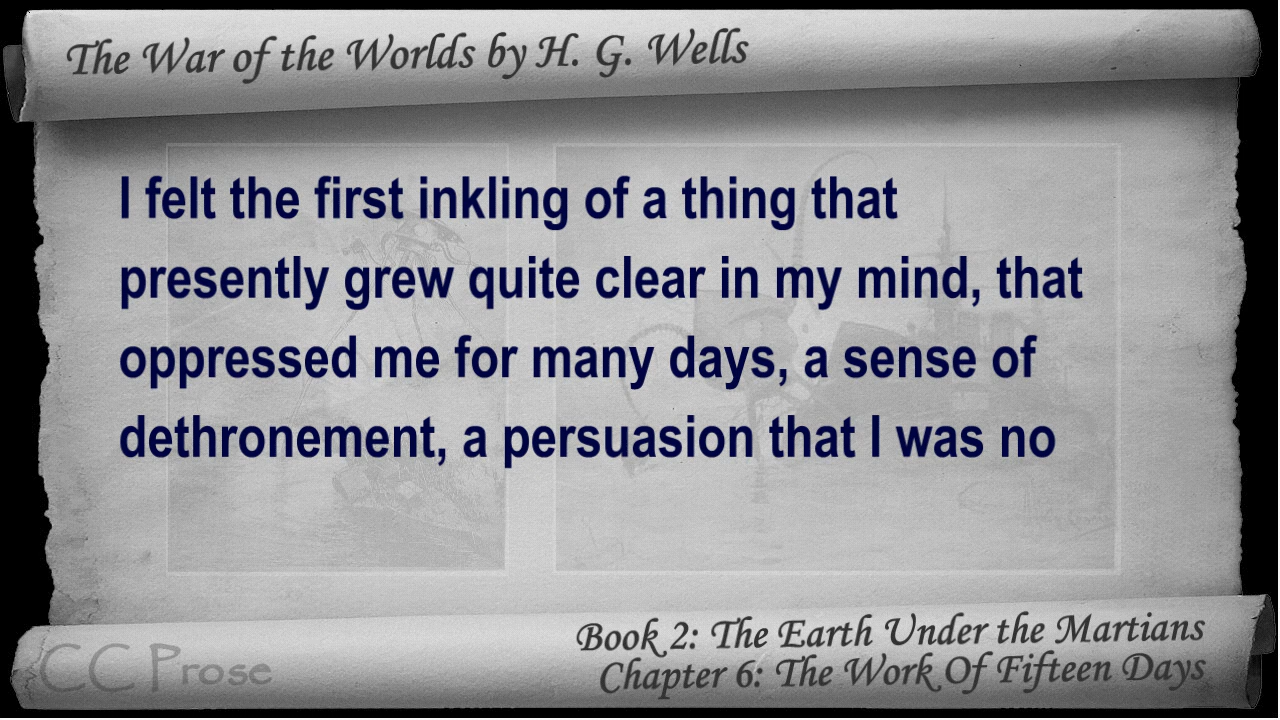 The War of the Worlds by H. G. Wells
I felt the first inkling of a thing that
presently grew quite clear in my mind, that
oppressed me for many days, a sense of
dethronement, a persuasion that I was no
Book 2: The Earth Under the Martians
Chapter 6: The Work Of Fifteen Days
CC Prose